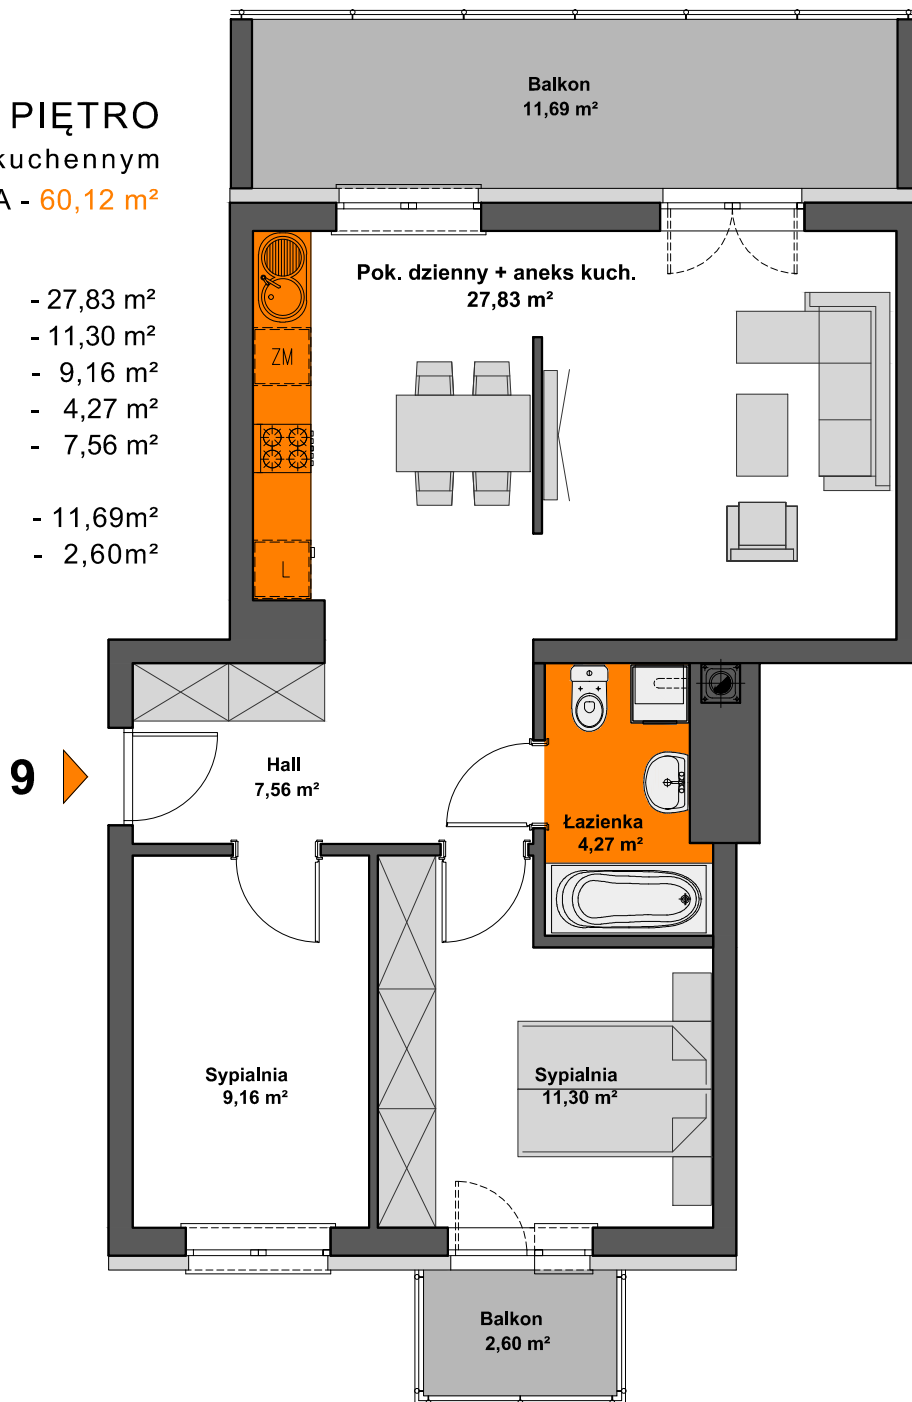 PIĘTRO
kuchennym
A - 60,12 m²
- 27,83 m²
- 11,30 m²
- 9,16 m²
- 4,27 m²
- 7,56 m²
- 11,69m²
- 2,60m²
Balkon
11,69 m²
Pok. dzienny + aneks kuch.
27,83 m²
ZM
L
Hall
7,56 m²
9
Łazienka
4,27 m²
Sypialnia
9,16 m²
Sypialnia
11,30 m²
Balkon
2,60 m²